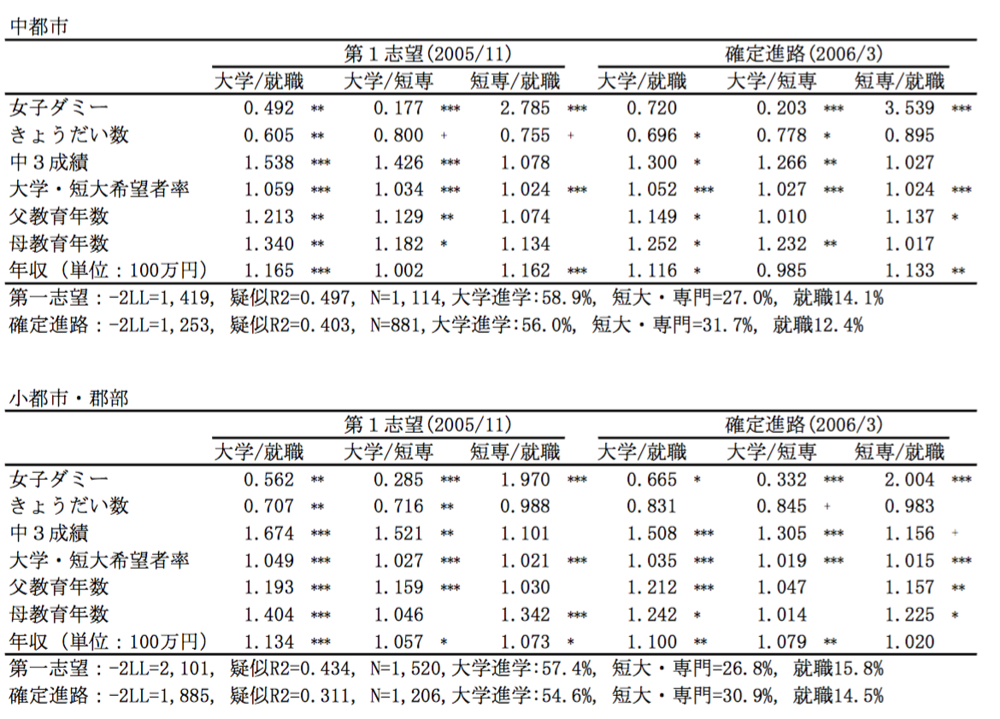 中都市
第１志望(2005/11) 確定進路(2006/3)
大学/就職 大学/短専 短専/就職 大学/就職 大学/短専 短専/就職
女子ダミー 0.492 ** 0.177 *** 2.785 *** 0.720 0.203 *** 3.539 ***
きょうだい数 0.605 ** 0.800 + 0.755 + 0.696 * 0.778 * 0.895
中３成績 1.538 *** 1.426 *** 1.078 1.300 * 1.266 ** 1.027
大学・短大希望者率 1.059 *** 1.034 *** 1.024 *** 1.052 *** 1.027 *** 1.024 ***
父教育年数 1.213 ** 1.129 ** 1.074 1.149 * 1.010 1.137 *
母教育年数 1.340 ** 1.182 * 1.134 1.252 * 1.232 ** 1.017
年収（単位：100万円） 1.165 *** 1.002 1.162 *** 1.116 * 0.985 1.133 **
第一志望：-2LL=1,419, 疑似R2=0.497, N=1,114,大学進学:58.9%, 短大・専門=27.0%, 就職14.1%
確定進路：-2LL=1,253, 疑似R2=0.403, N=881,大学進学:56.0%, 短大・専門=31.7%, 就職12.4%
小都市・郡部
第１志望(2005/11) 確定進路(2006/3)
大学/就職 大学/短専 短専/就職 大学/就職 大学/短専 短専/就職
女子ダミー 0.562 ** 0.285 *** 1.970 *** 0.665 * 0.332 *** 2.004 ***
きょうだい数 0.707 ** 0.716 ** 0.988 0.831 0.845 + 0.983
中３成績 1.674 *** 1.521 ** 1.101 1.508 *** 1.305 *** 1.156 +
大学・短大希望者率 1.049 *** 1.027 *** 1.021 *** 1.035 *** 1.019 *** 1.015 ***
父教育年数 1.193 *** 1.159 *** 1.030 1.212 *** 1.047 1.157 **
母教育年数 1.404 *** 1.046 1.342 *** 1.242 * 1.014 1.225 *
年収（単位：100万円） 1.134 *** 1.057 * 1.073 * 1.100 ** 1.079 ** 1.020
第一志望：-2LL=2,101, 疑似R2=0.434, N=1,520,大学進学:57.4%, 短大・専門=26.8%, 就職15.8%
確定進路：-2LL=1,885, 疑似R2=0.311, N=1,206,大学進学:54.6%, 短大・専門=30.9%, 就職14.5%